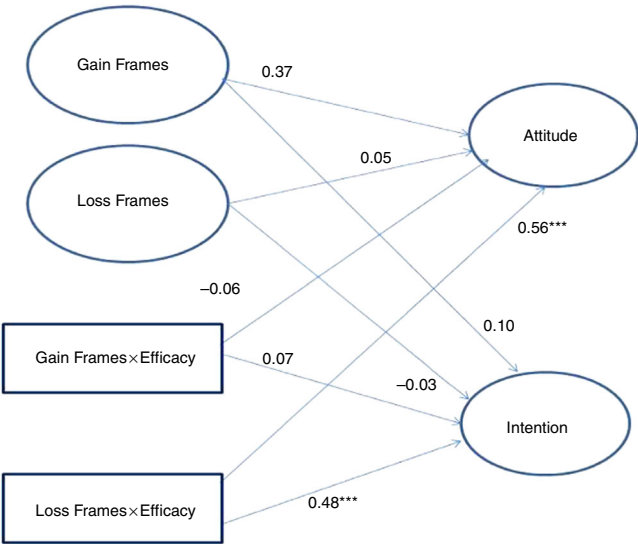 Gain Frames
0.37
Attitude
0.05
Loss Frames
0.56***
–0.06
0.10
Gain Frames×Efficacy
0.07
–0.03
Intention
Loss Frames×Efficacy
0.48***